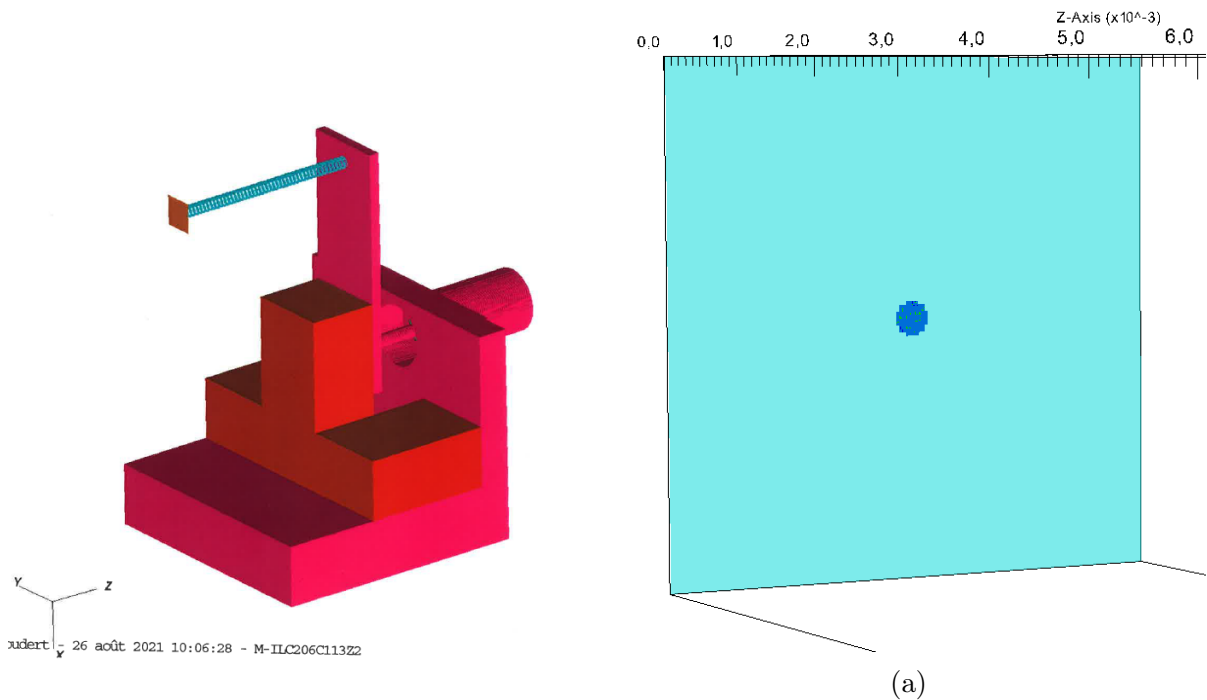 Z-Axis (x10^-3)
0,0 1,0 2,0 3,0 4,0 5,0 6,0
Y Z
X
oudert - 26 août 2021 10:06:28 - M-ILC206C113Z2
(a)